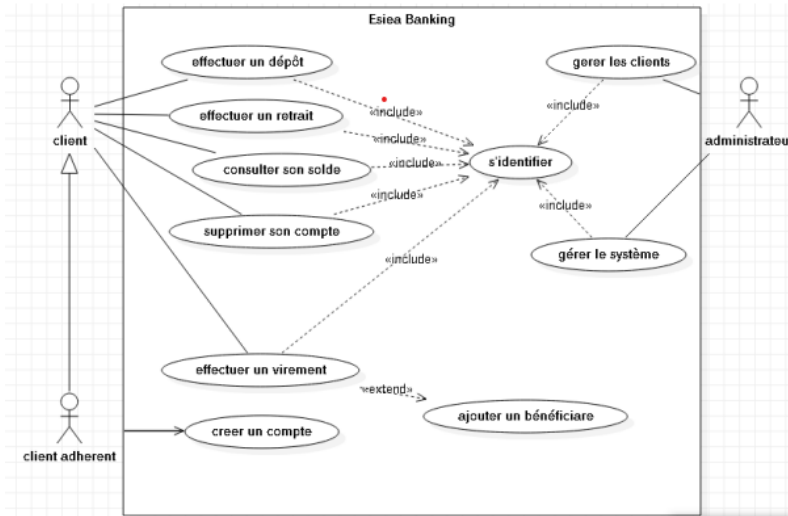 Esiea Banking
effectuer un dépôt
gerer les clients
«include»
«include»
effectuer un retrait
client
«include»
administrateur
s'identifier
consulter son solde
«include»
«include»
«include»
supprimer son compte
gérer le système
«include»
effectuer un virement
«extend»
ajouter un bénéficiare
creer un compte
client adherent